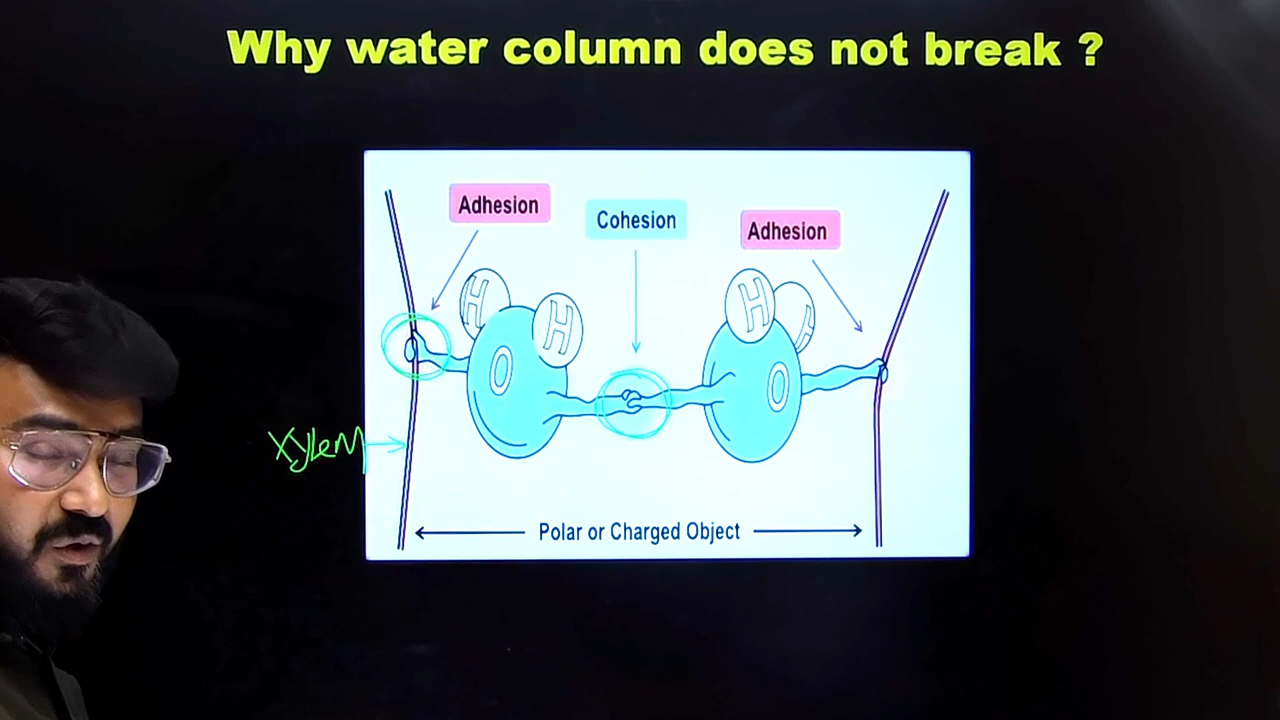 Why water column does not break ?
Adhesion
Cohesion
Adhesion
H
H
H
H
O
O
Xylem
Polar or Charged Object